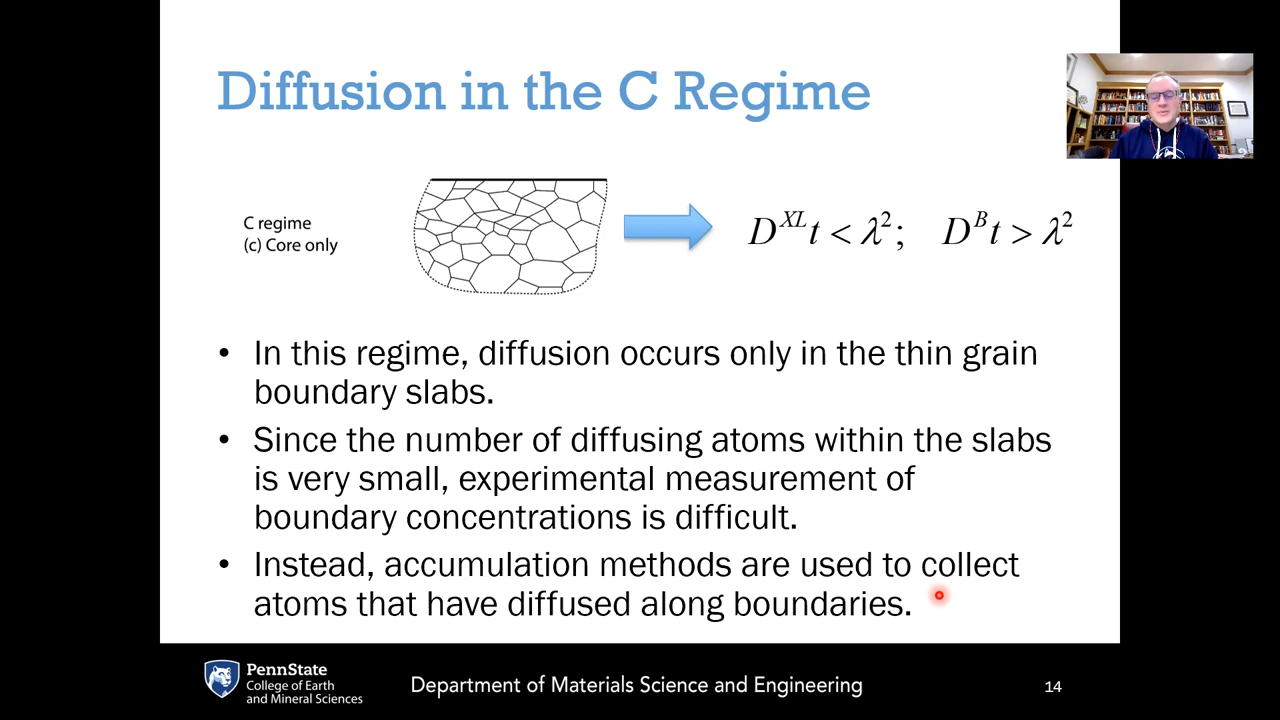 Diffusion in the C Regime
C regime
(c) Core only
D^{XL}t < λ²; D^{B}t > λ²
• In this regime, diffusion occurs only in the thin grain
boundary slabs.
• Since the number of diffusing atoms within the slabs
is very small, experimental measurement of
boundary concentrations is difficult.
• Instead, accumulation methods are used to collect
atoms that have diffused along boundaries.
PennState
College of Earth
and Mineral Sciences
Department of Materials Science and Engineering
14